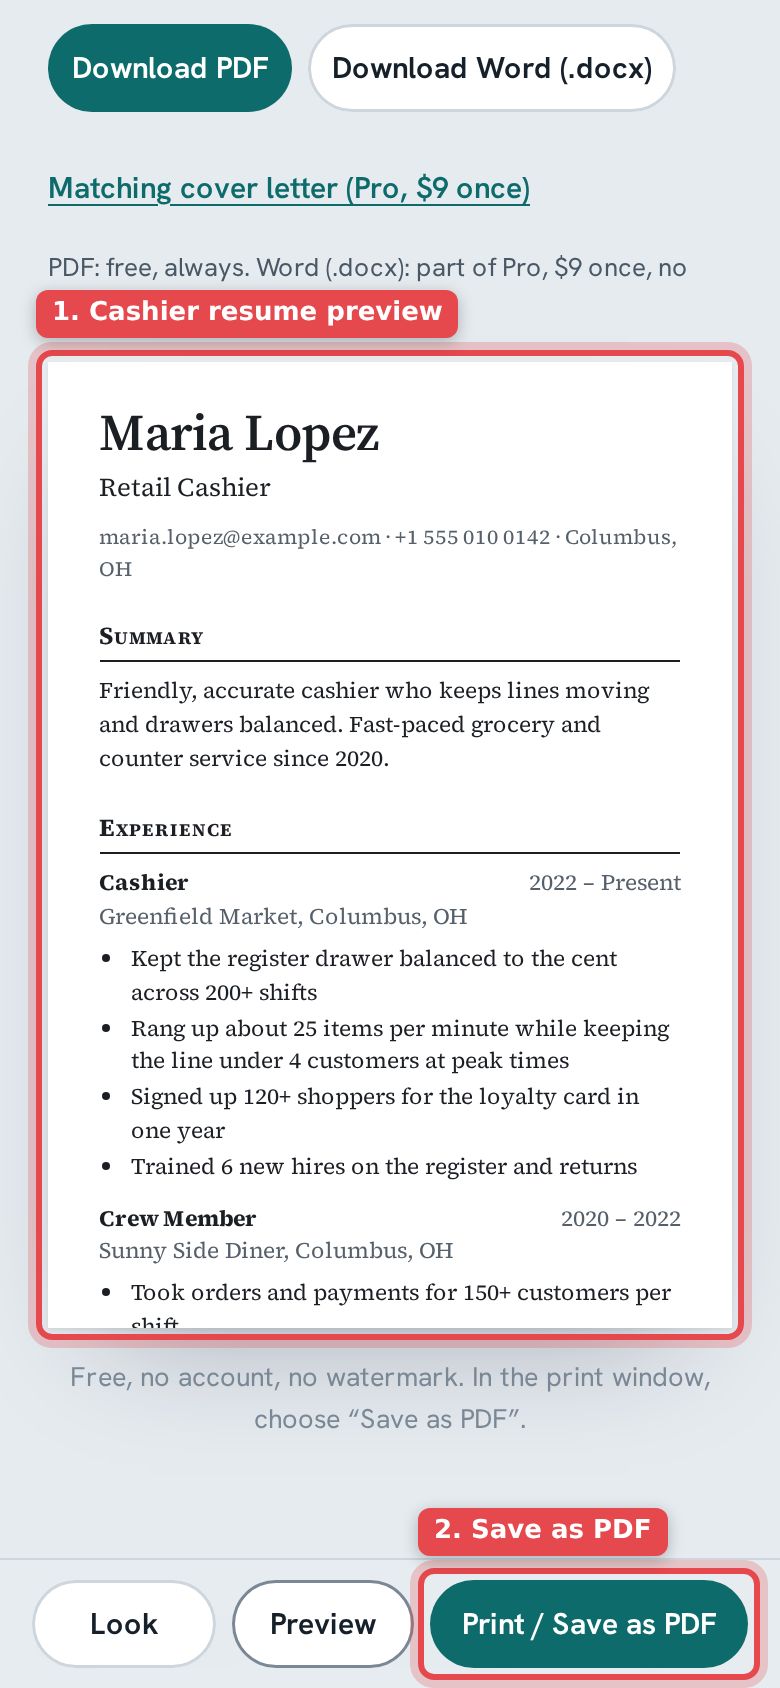 Download PDF
Download Word (.docx)
Matching cover letter (Pro, $9 once)
PDF: free, always. Word (.docx): part of Pro, $9 once, no
1. Cashier resume preview
Maria Lopez
Retail Cashier
maria.lopez@example.com · +1 555 010 0142 · Columbus,
OH
Summary
Friendly, accurate cashier who keeps lines moving
and drawers balanced. Fast-paced grocery and
counter service since 2020.
Experience
Cashier 2022 – Present
Greenfield Market, Columbus, OH
• Kept the register drawer balanced to the cent
across 200+ shifts
• Rang up about 25 items per minute while keeping
the line under 4 customers at peak times
• Signed up 120+ shoppers for the loyalty card in
one year
• Trained 6 new hires on the register and returns
Crew Member 2020 – 2022
Sunny Side Diner, Columbus, OH
• Took orders and payments for 150+ customers per
shift
Free, no account, no watermark. In the print window,
choose “Save as PDF”.
2. Save as PDF
Look
Preview
Print / Save as PDF